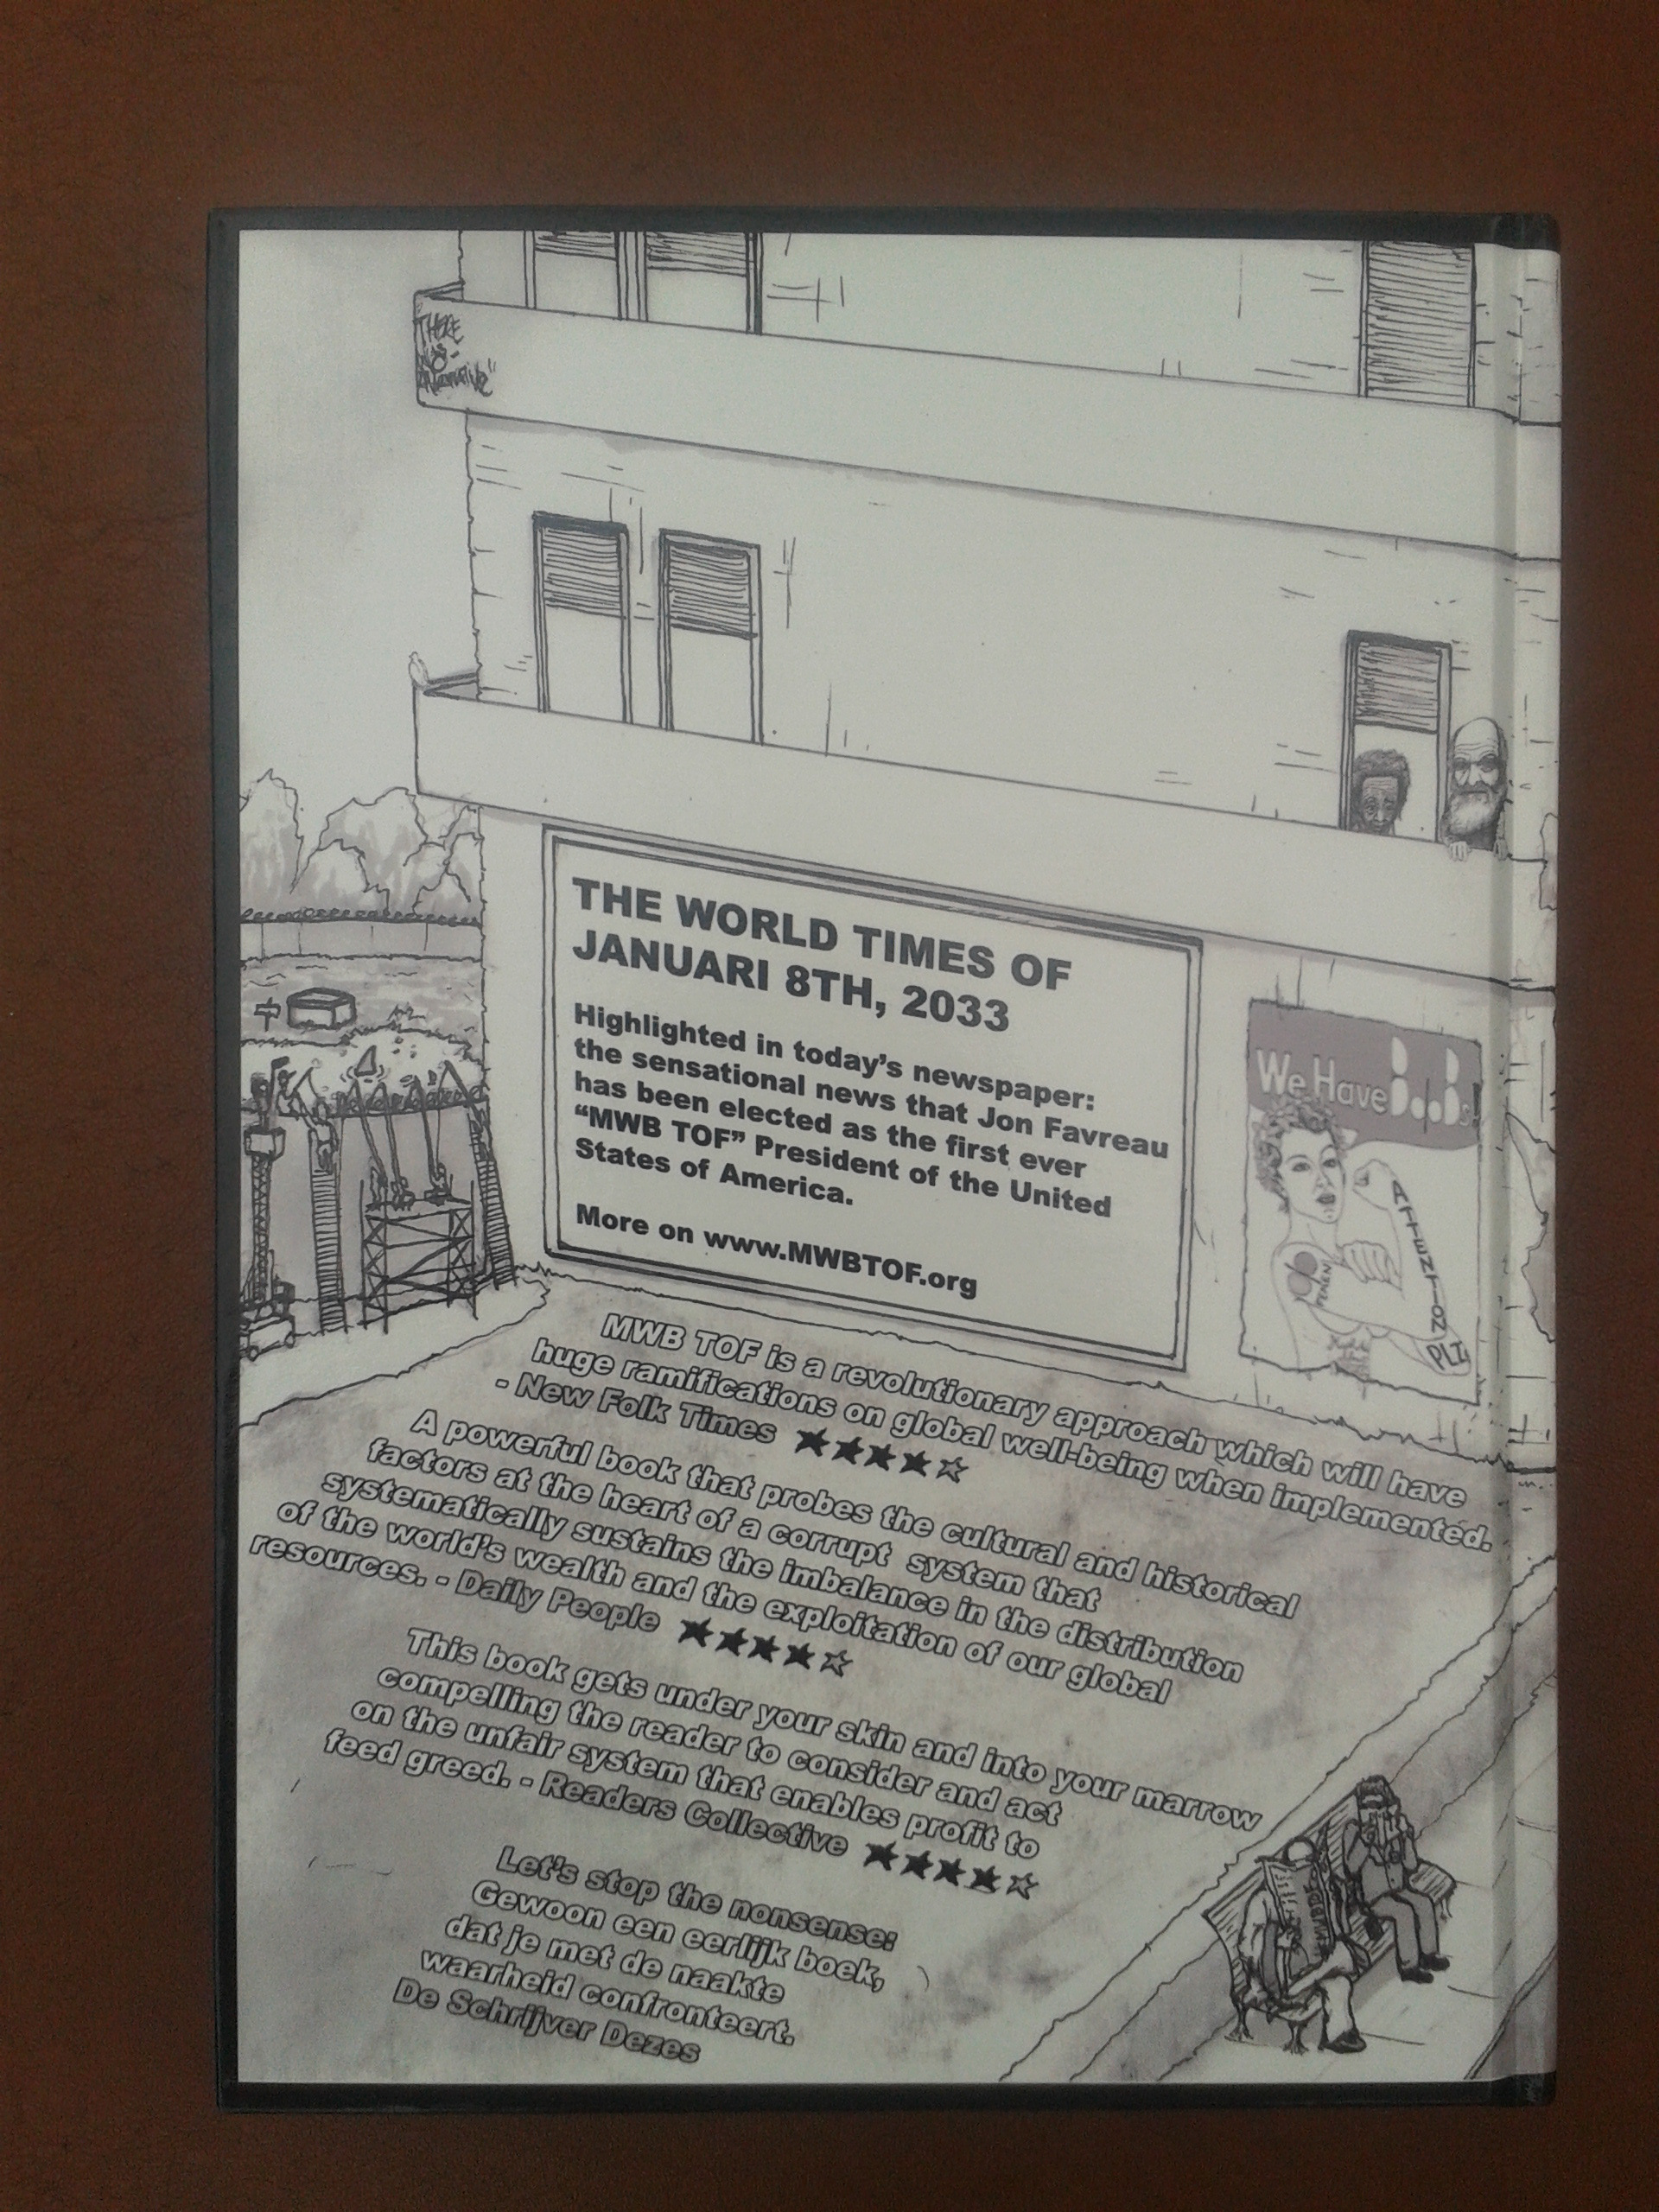 THERE
THE WORLD TIMES OF
JANUARI 8TH, 2033
Highlighted in today's newspaper:
the sensational news that Jon Favreau
has been elected as the first ever
“MWB TOF” President of the United
States of America.
More on www.MWBTOF.org
We Have
ATTENTION
PLI
MWB TOF is a revolutionary approach which will have
huge ramifications on global well-being when implemented.
- New Folk Times ★★★★☆
A powerful book that probes the cultural and historical
factors at the heart of a corrupt system that
systematically sustains the imbalance in the distribution
of the world's wealth and the exploitation of our global
resources. - Daily People ★★★★☆
This book gets under your skin and into your marrow
compelling the reader to consider and act
on the unfair system that enables profit to
feed greed. - Readers Collective ★★★★☆
Let's stop the nonsense:
Gewoon een eerlijk boek,
dat je met de naakte
waarheid confronteert.
De Schrijver Dezes